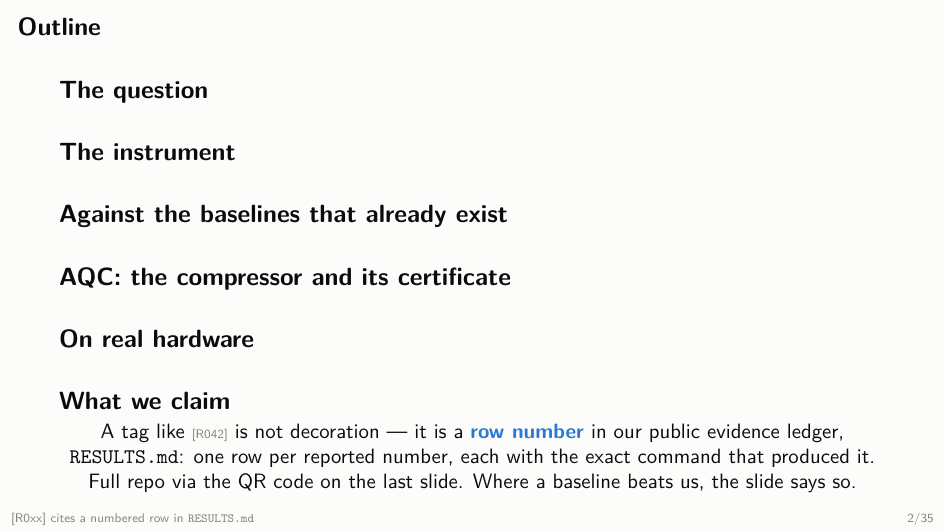 Outline
The question
The instrument
Against the baselines that already exist
AQC: the compressor and its certificate
On real hardware
What we claim
A tag like [R042] is not decoration — it is a row number in our public evidence ledger,
RESULTS.md: one row per reported number, each with the exact command that produced it.
Full repo via the QR code on the last slide. Where a baseline beats us, the slide says so.
[R0xx] cites a numbered row in RESULTS.md
2/35